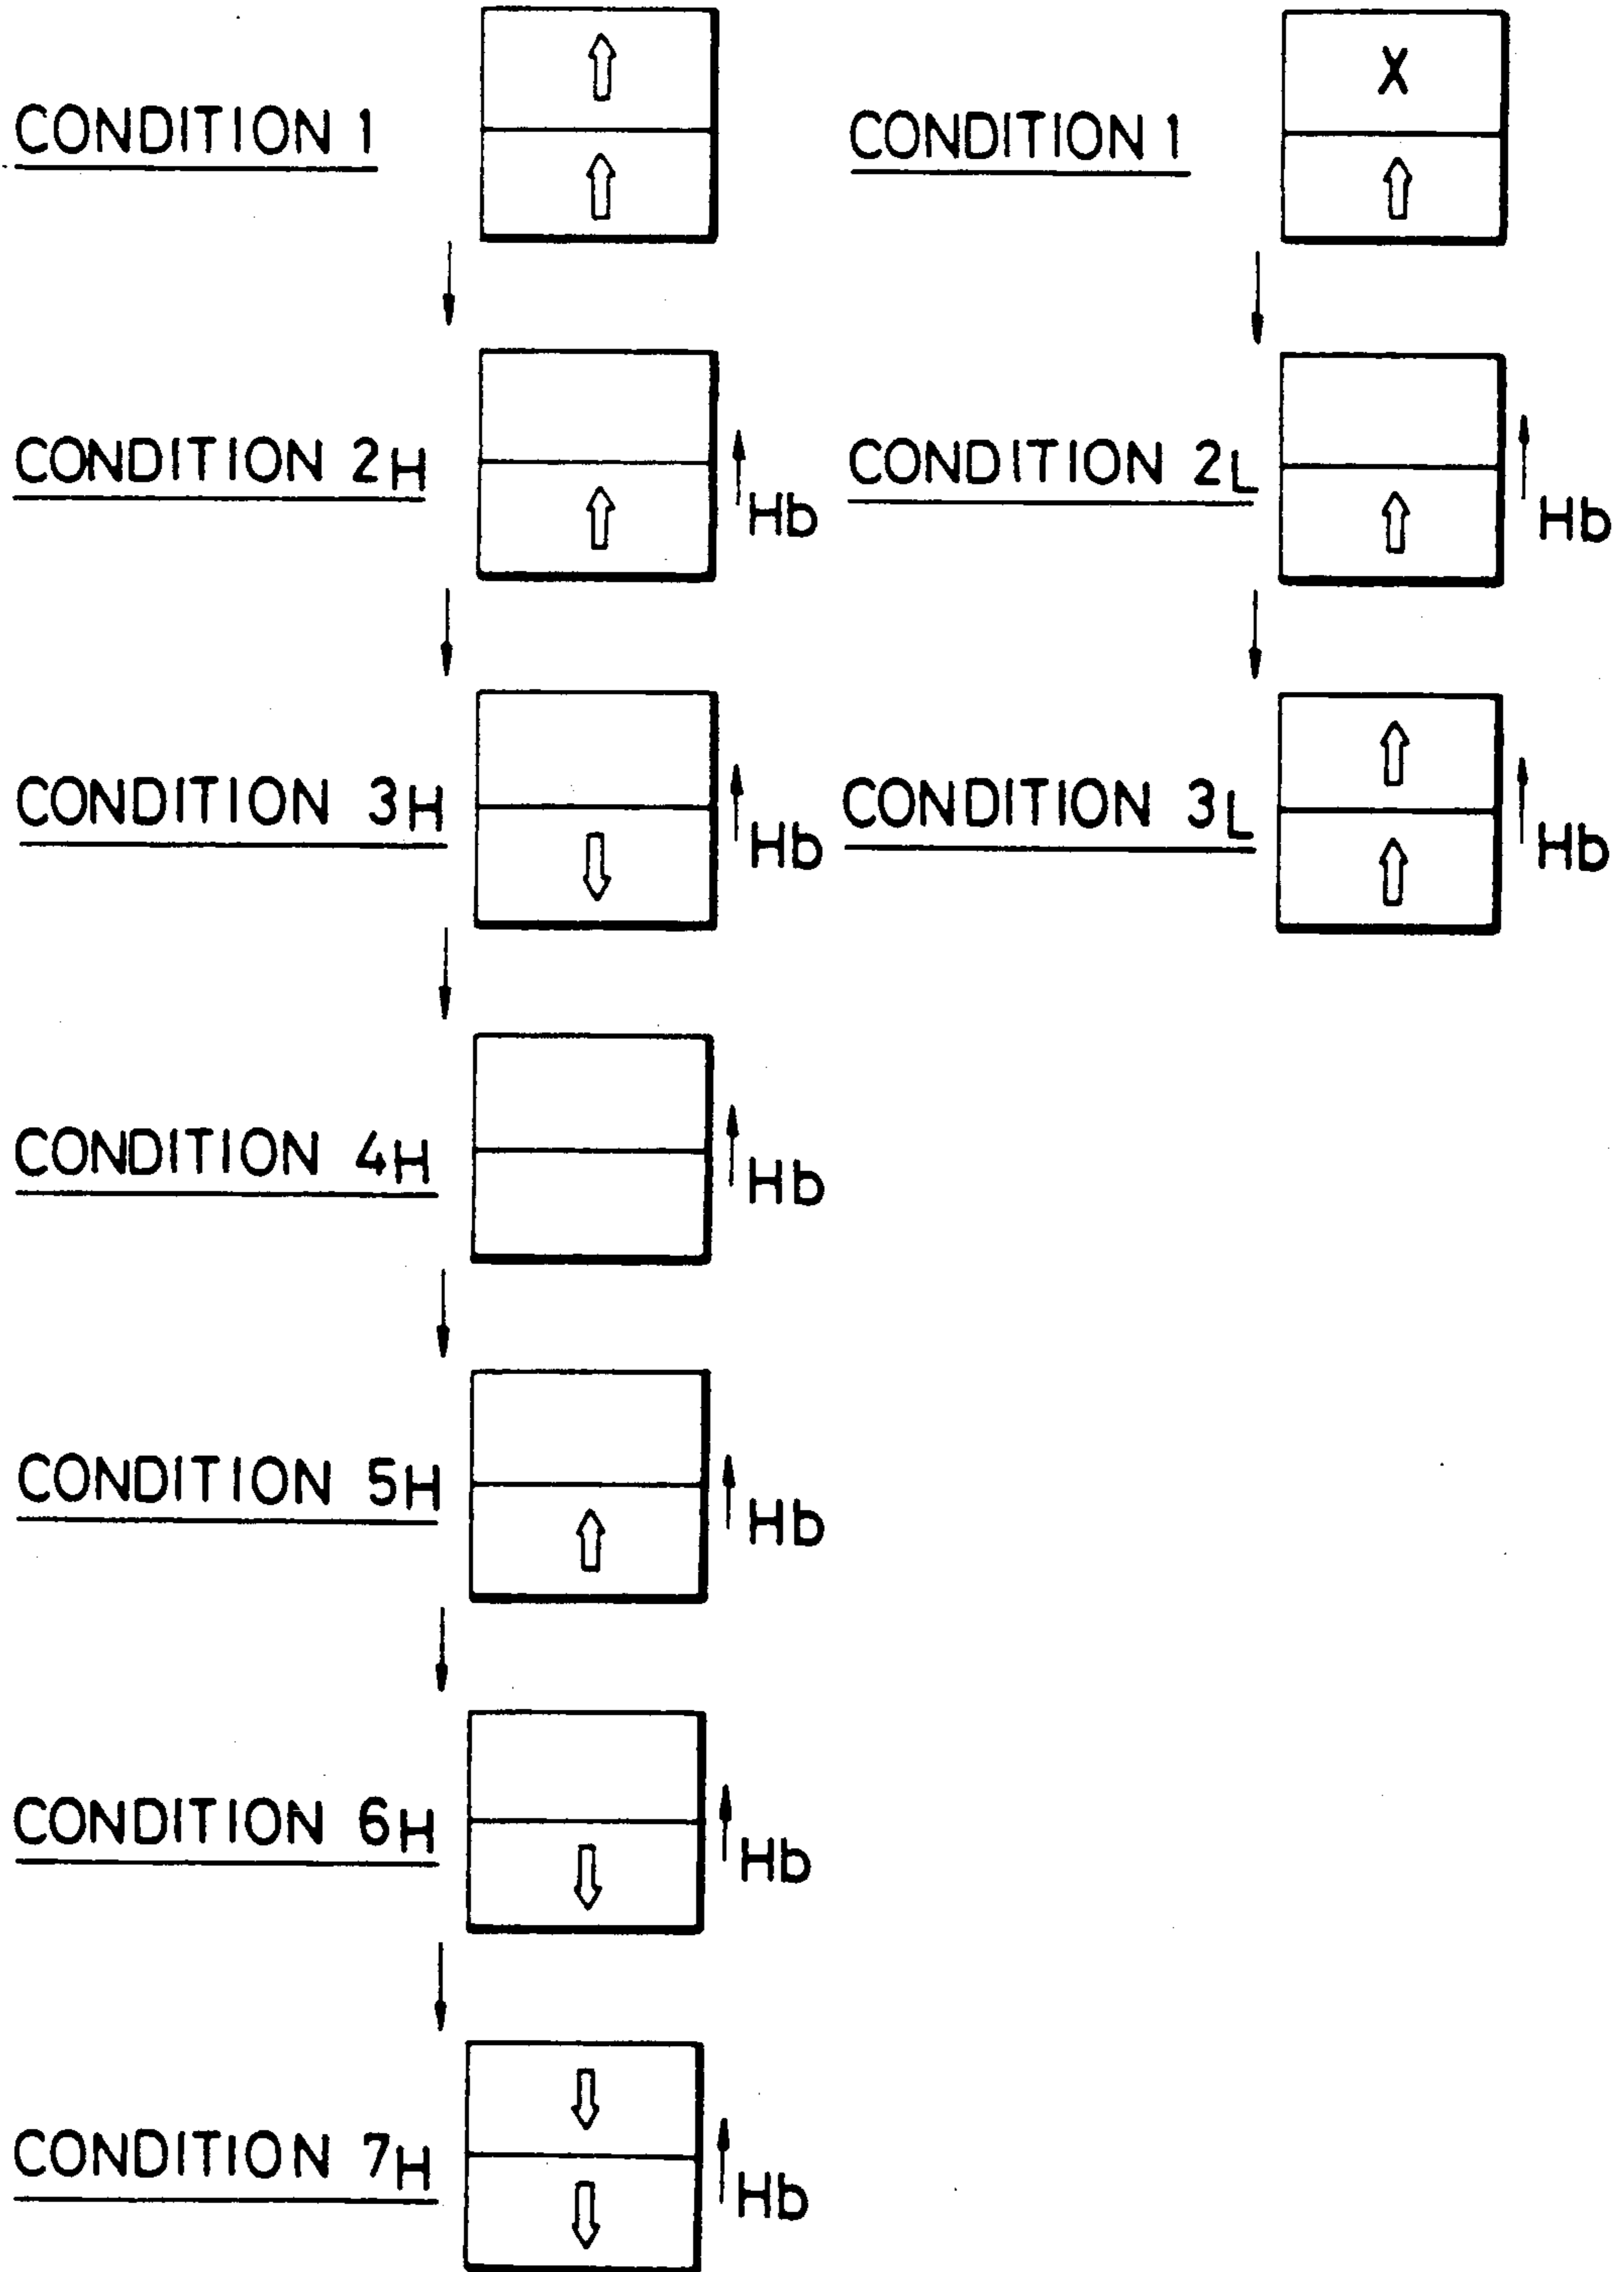 CONDITION 1
CONDITION 2H
Hb
CONDITION 3H
Hb
CONDITION 4H
Hb
CONDITION 5H
Hb
CONDITION 6H
Hb
CONDITION 7H
Hb
CONDITION 1
X
CONDITION 2L
Hb
CONDITION 3L
Hb